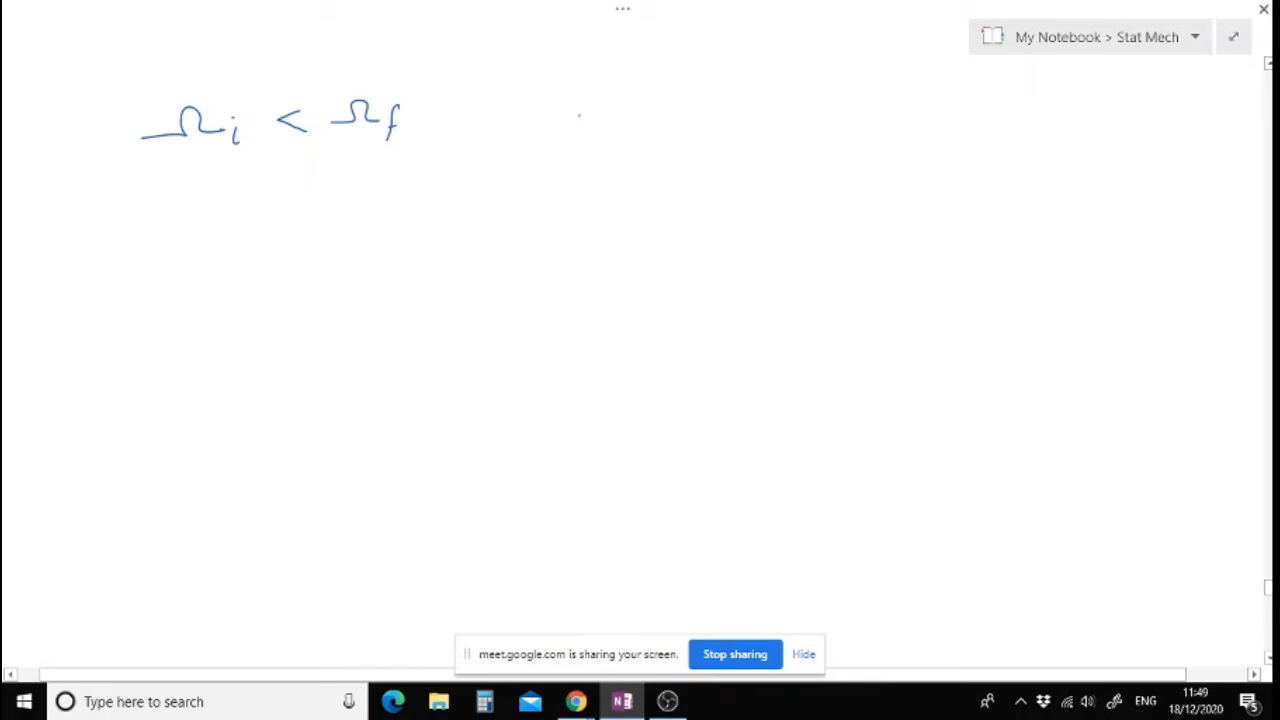 My Notebook > Stat Mech
Ωi < Ωf
meet.google.com is sharing your screen. Stop sharing Hide
Type here to search
ENG
11:49
18/12/2020
5